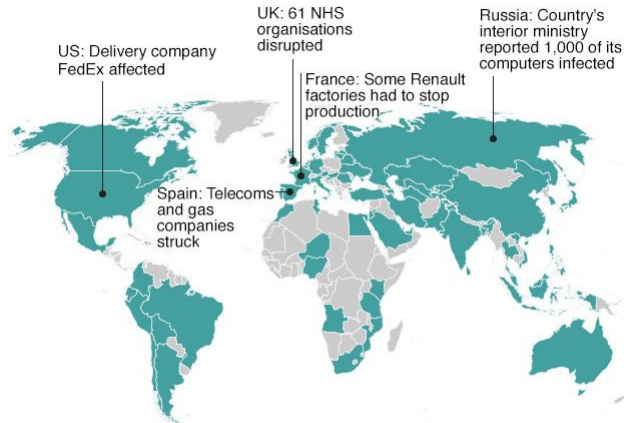 UK: 61 NHS
organisations
disrupted
Russia: Country's
interior ministry
reported 1,000 of its
computers infected
US: Delivery company
FedEx affected
France: Some Renault
factories had to stop
production
Spain: Telecoms
and gas
companies
struck